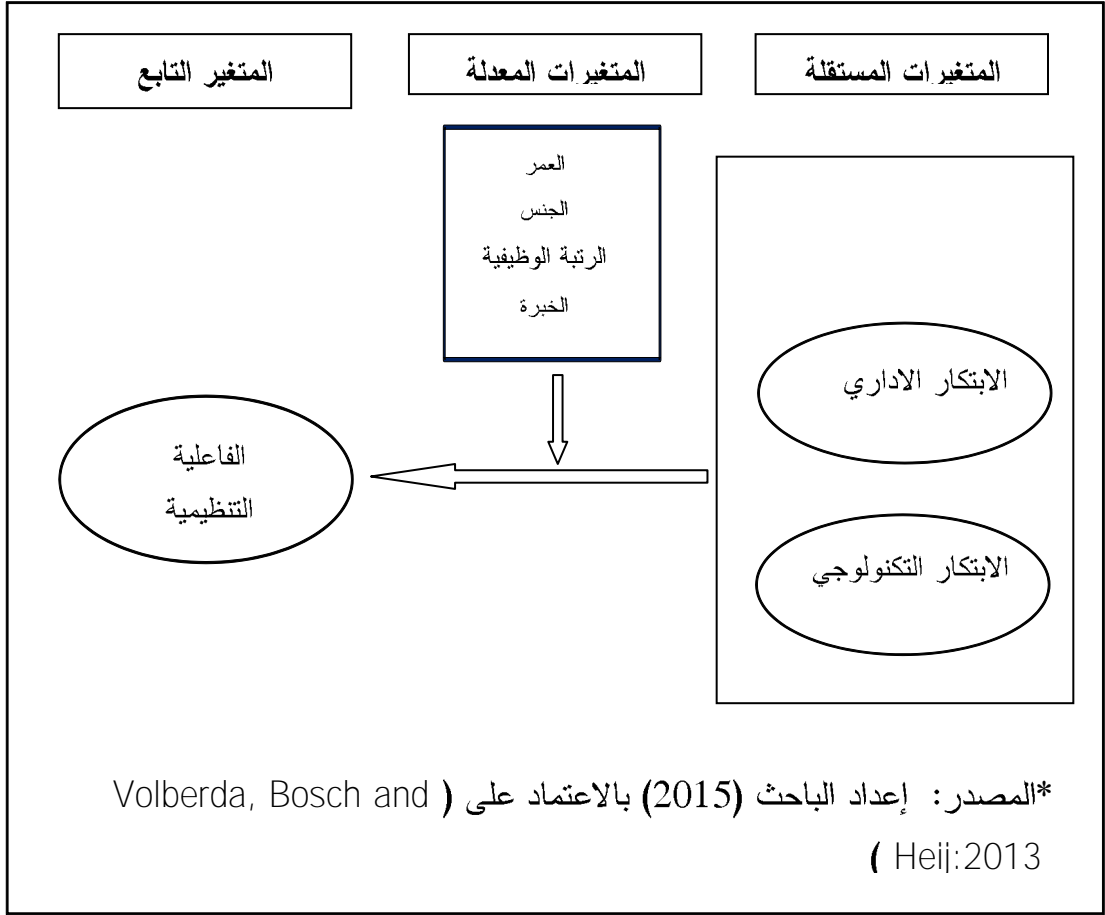 المتغيرات المستقلة
المتغيرات المعدلة
المتغير التابع
العمر
الجنس
الرتبة الوظيفية
الخبرة
الابتكار الاداري
الابتكار التكنولوجي
الفاعلية
التنظيمية
*المصدر: إعداد الباحث (2015) بالاعتماد على ( Volberda, Bosch and
Heij:2013 )